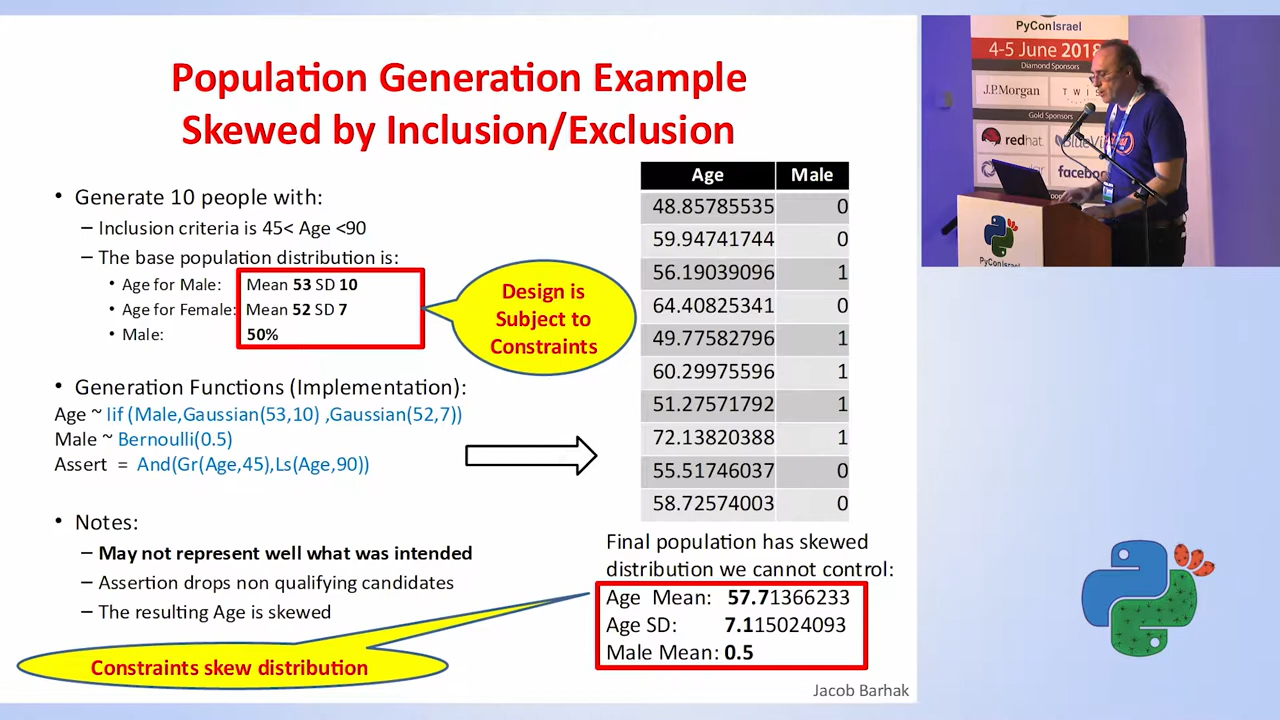 Population Generation Example
Skewed by Inclusion/Exclusion
• Generate 10 people with:
– Inclusion criteria is 45< Age <90
– The base population distribution is:
• Age for Male: Mean 53 SD 10
• Age for Female: Mean 52 SD 7
• Male: 50%
Design is
Subject to
Constraints
• Generation Functions (Implementation):
Age ~ Iif (Male,Gaussian(53,10) ,Gaussian(52,7))
Male ~ Bernoulli(0.5)
Assert = And(Gr(Age,45),Ls(Age,90))
• Notes:
– May not represent well what was intended
– Assertion drops non qualifying candidates
– The resulting Age is skewed
Constraints skew distribution
Age Male
48.85785535 0
59.94741744 0
56.19039096 1
64.40825341 0
49.77582796 1
60.29975596 1
51.27571792 1
72.13820388 1
55.51746037 0
58.72574003 0
Final population has skewed
distribution we cannot control:
Age Mean: 57.71366233
Age SD: 7.115024093
Male Mean: 0.5
Jacob Barhak
PyConIsrael
4-5 June 2018
Diamond Sponsors
J.P.Morgan
Gold Sponsors
redhat
facebook
PyConIsrael